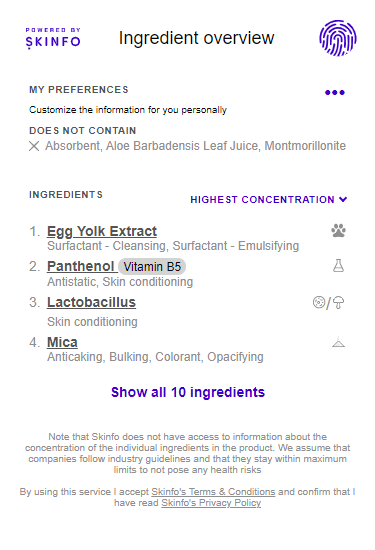 POWERED BY
SKINFO
Ingredient overview
MY PREFERENCES
Customize the information for you personally
DOES NOT CONTAIN
Absorbent, Aloe Barbadensis Leaf Juice, Montmorillonite
INGREDIENTS
HIGHEST CONCENTRATION
1. Egg Yolk Extract
Surfactant - Cleansing, Surfactant - Emulsifying
2. Panthenol Vitamin B5
Antistatic, Skin conditioning
3. Lactobacillus
/
Skin conditioning
4. Mica
Anticaking, Bulking, Colorant, Opacifying
Show all 10 ingredients
Note that Skinfo does not have access to information about the
concentration of the individual ingredients in the product. We assume that
companies follow industry guidelines and that they stay within maximum
limits to not pose any health risks
By using this service I accept Skinfo's Terms & Conditions and confirm that I
have read Skinfo's Privacy Policy